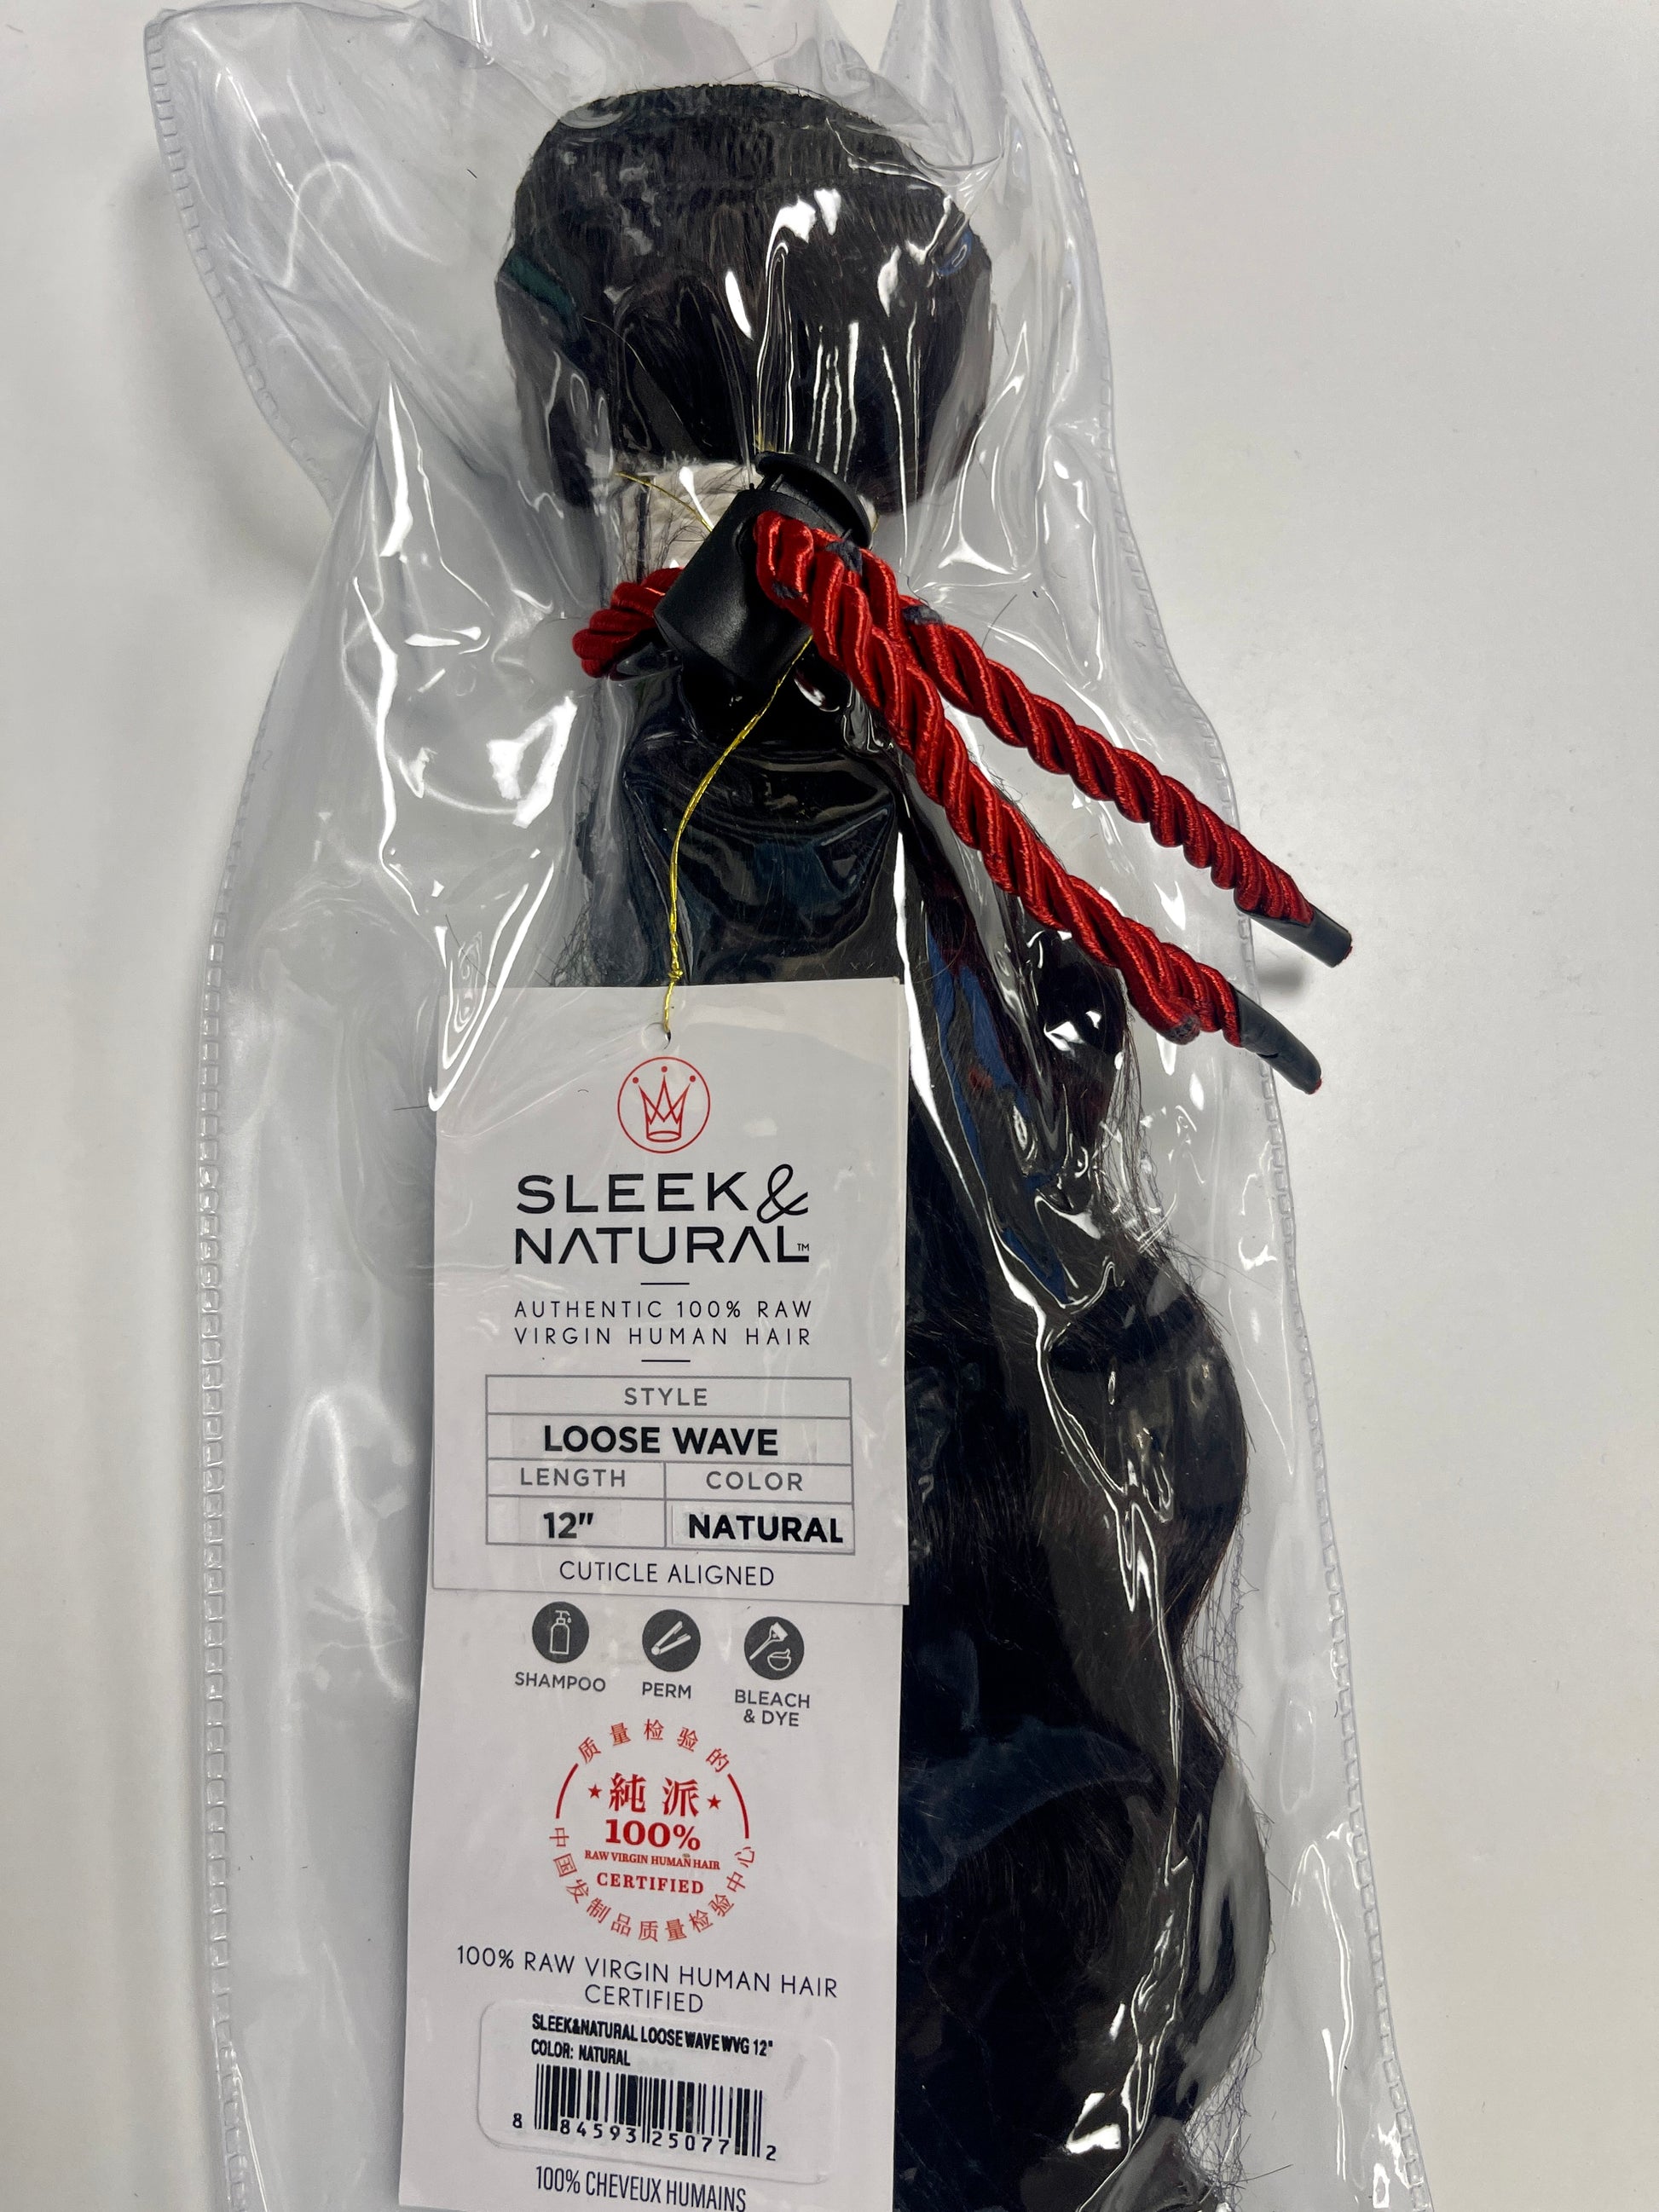 SLEEK &
NATURAL™
AUTHENTIC 100% RAW
VIRGIN HUMAN HAIR
STYLE
LOOSE WAVE
LENGTH COLOR
12" NATURAL
CUTICLE ALIGNED
SHAMPOO PERM BLEACH
& DYE
质量检验的
純派
100%
RAW VIRGIN HUMAN HAIR
CERTIFIED
中国发制品质量检验中心
100% RAW VIRGIN HUMAN HAIR
CERTIFIED
SLEEK&NATURAL LOOSE WAVE WVG 12"
COLOR: NATURAL
8 84593 25077 2
100% CHEVEUX HUMAINS